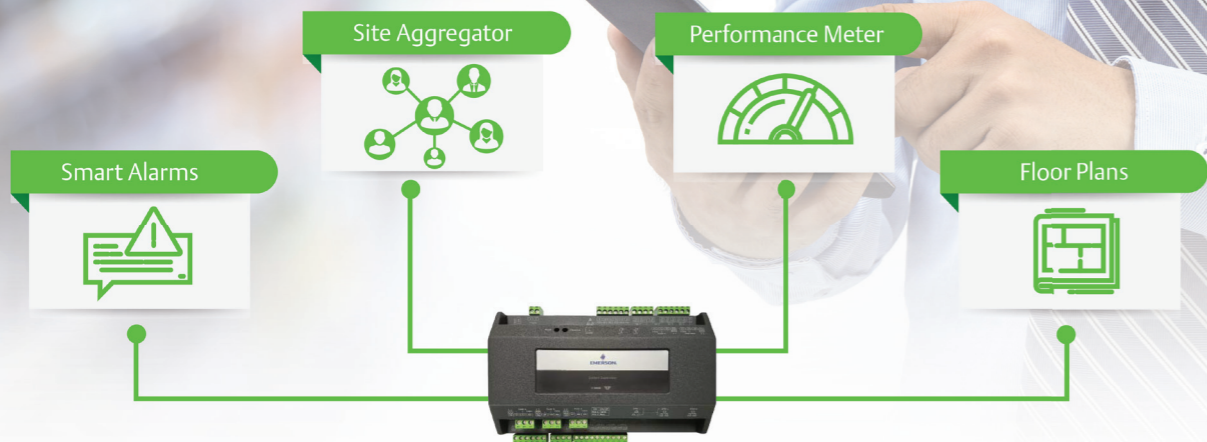 Site Aggregator
Performance Meter
Smart Alarms
Floor Plans
EMERSON